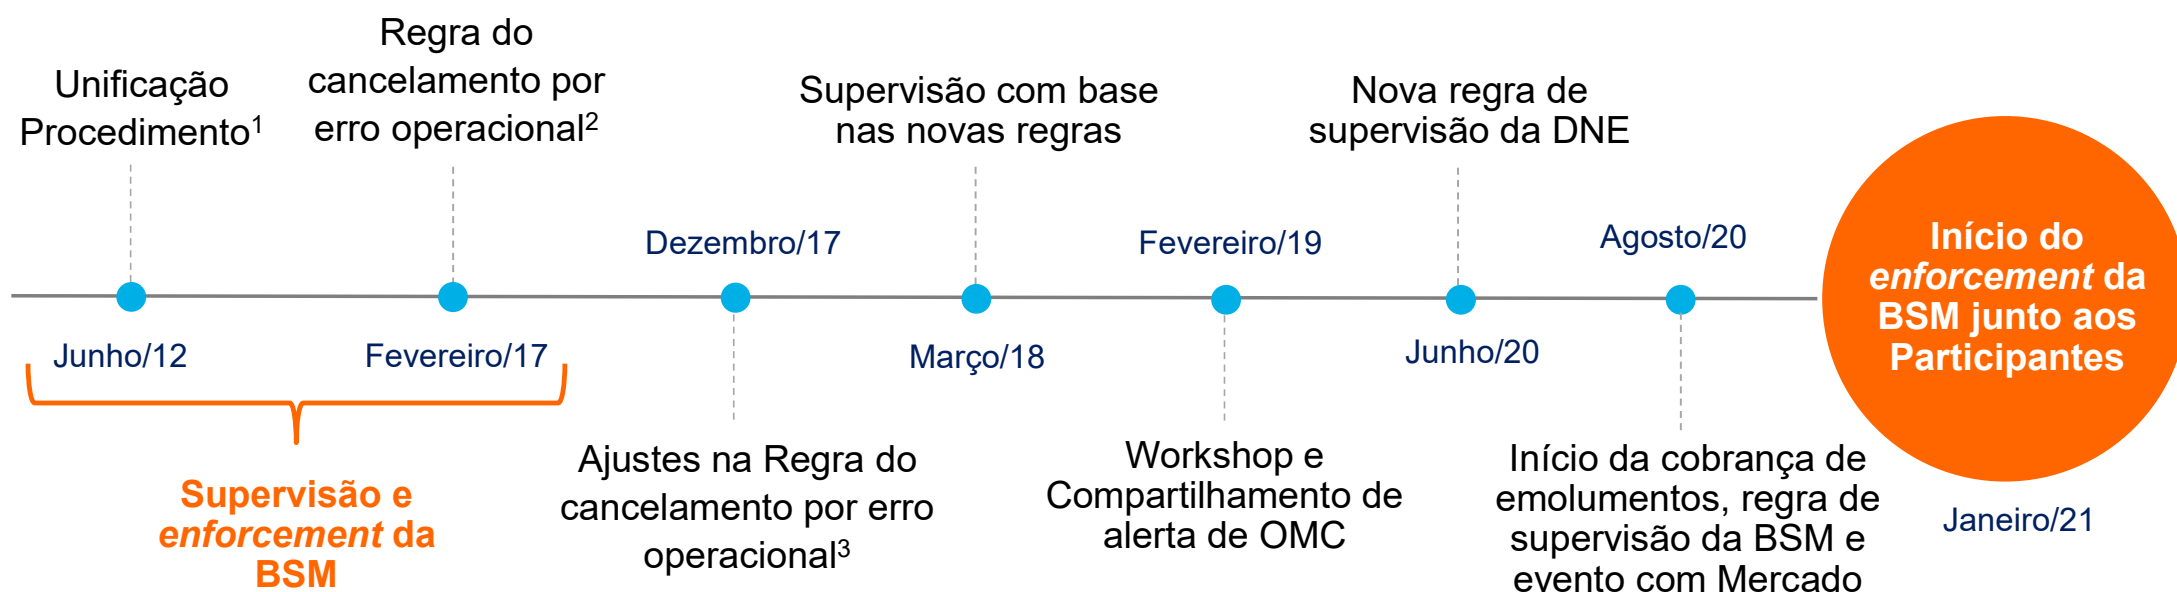 Unificação
Procedimento¹
Junho/12
Regra do
cancelamento por
erro operacional²
Fevereiro/17
Supervisão e
enforcement da
BSM
Dezembro/17
Ajustes na Regra do
cancelamento por erro
operacional³
Supervisão com base
nas novas regras
Março/18
Fevereiro/19
Workshop e
Compartilhamento de
alerta de OMC
Nova regra de
supervisão da DNE
Junho/20
Agosto/20
Início da cobrança de
emolumentos, regra de
supervisão da BSM e
evento com Mercado
Início do
enforcement da
BSM junto aos
Participantes
Janeiro/21